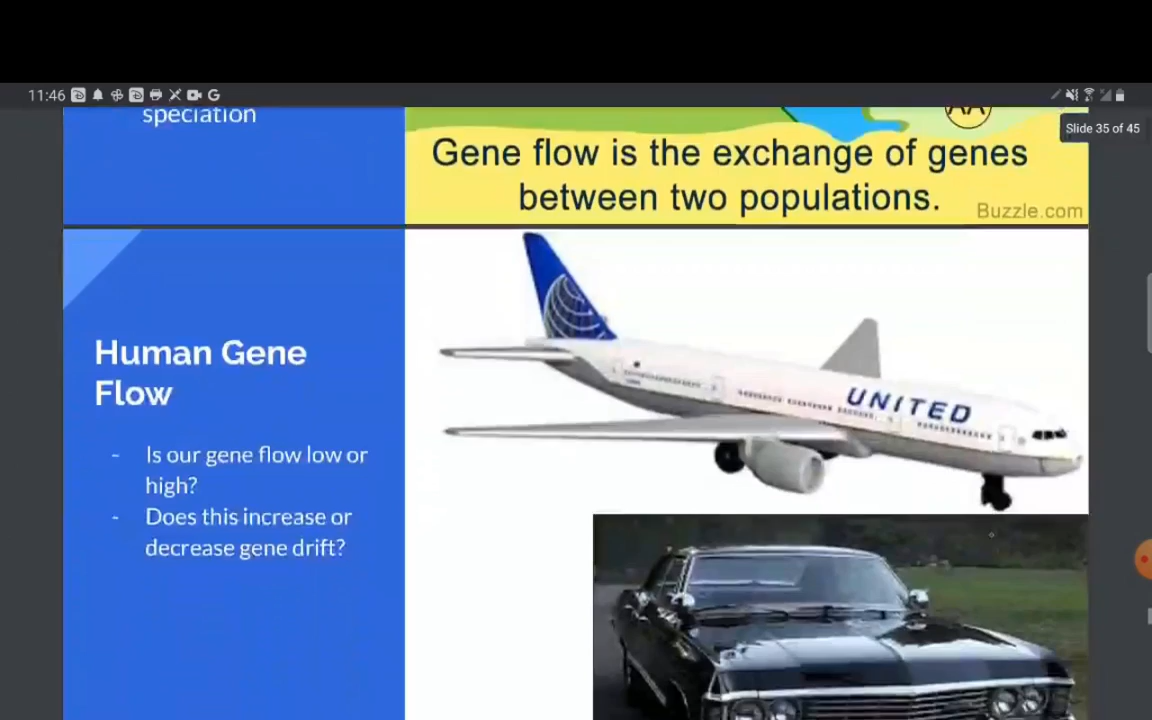 11:46
Slide 35 of 45
speciation
AA
Gene flow is the exchange of genes
between two populations.
Buzzle.com
Human Gene
Flow
- Is our gene flow low or
high?
- Does this increase or
decrease gene drift?
UNITED